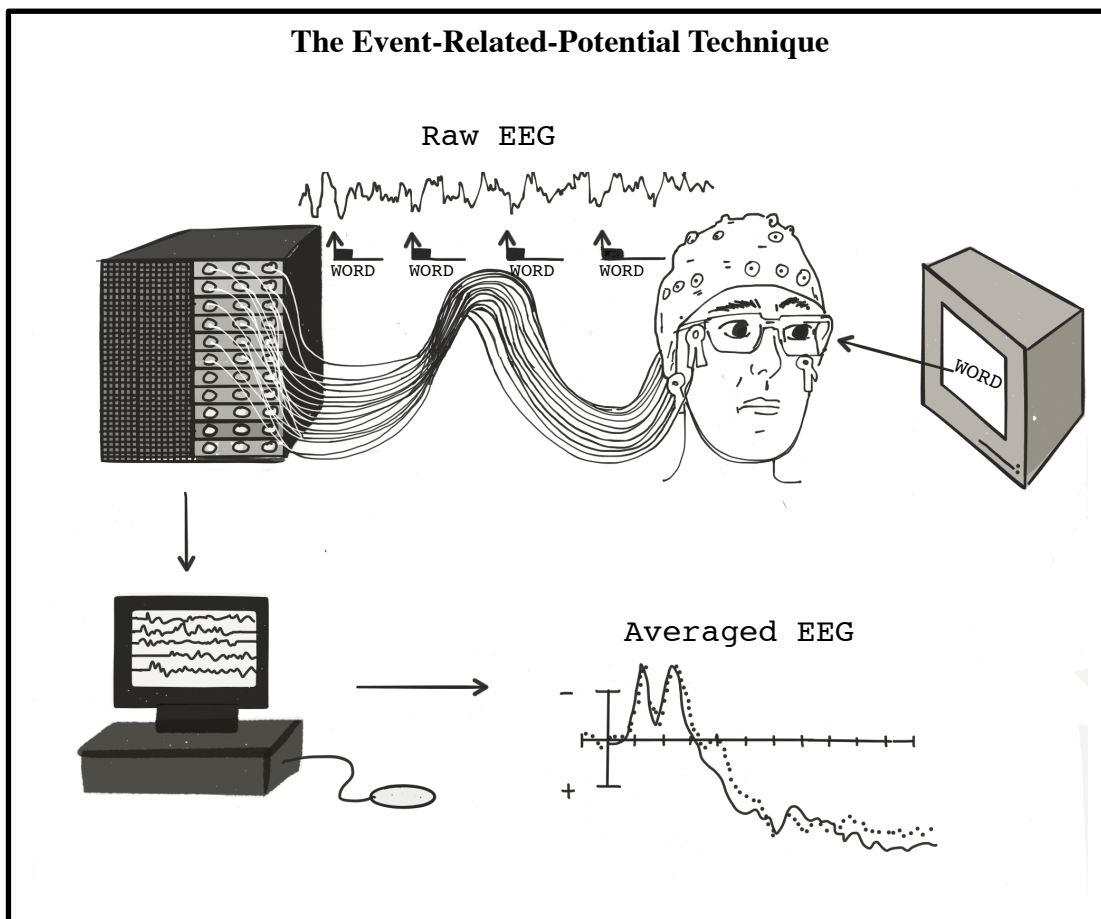 The Event-Related-Potential Technique
Raw EEG
WORD WORD WORD WORD
WORD
Averaged EEG
-
+